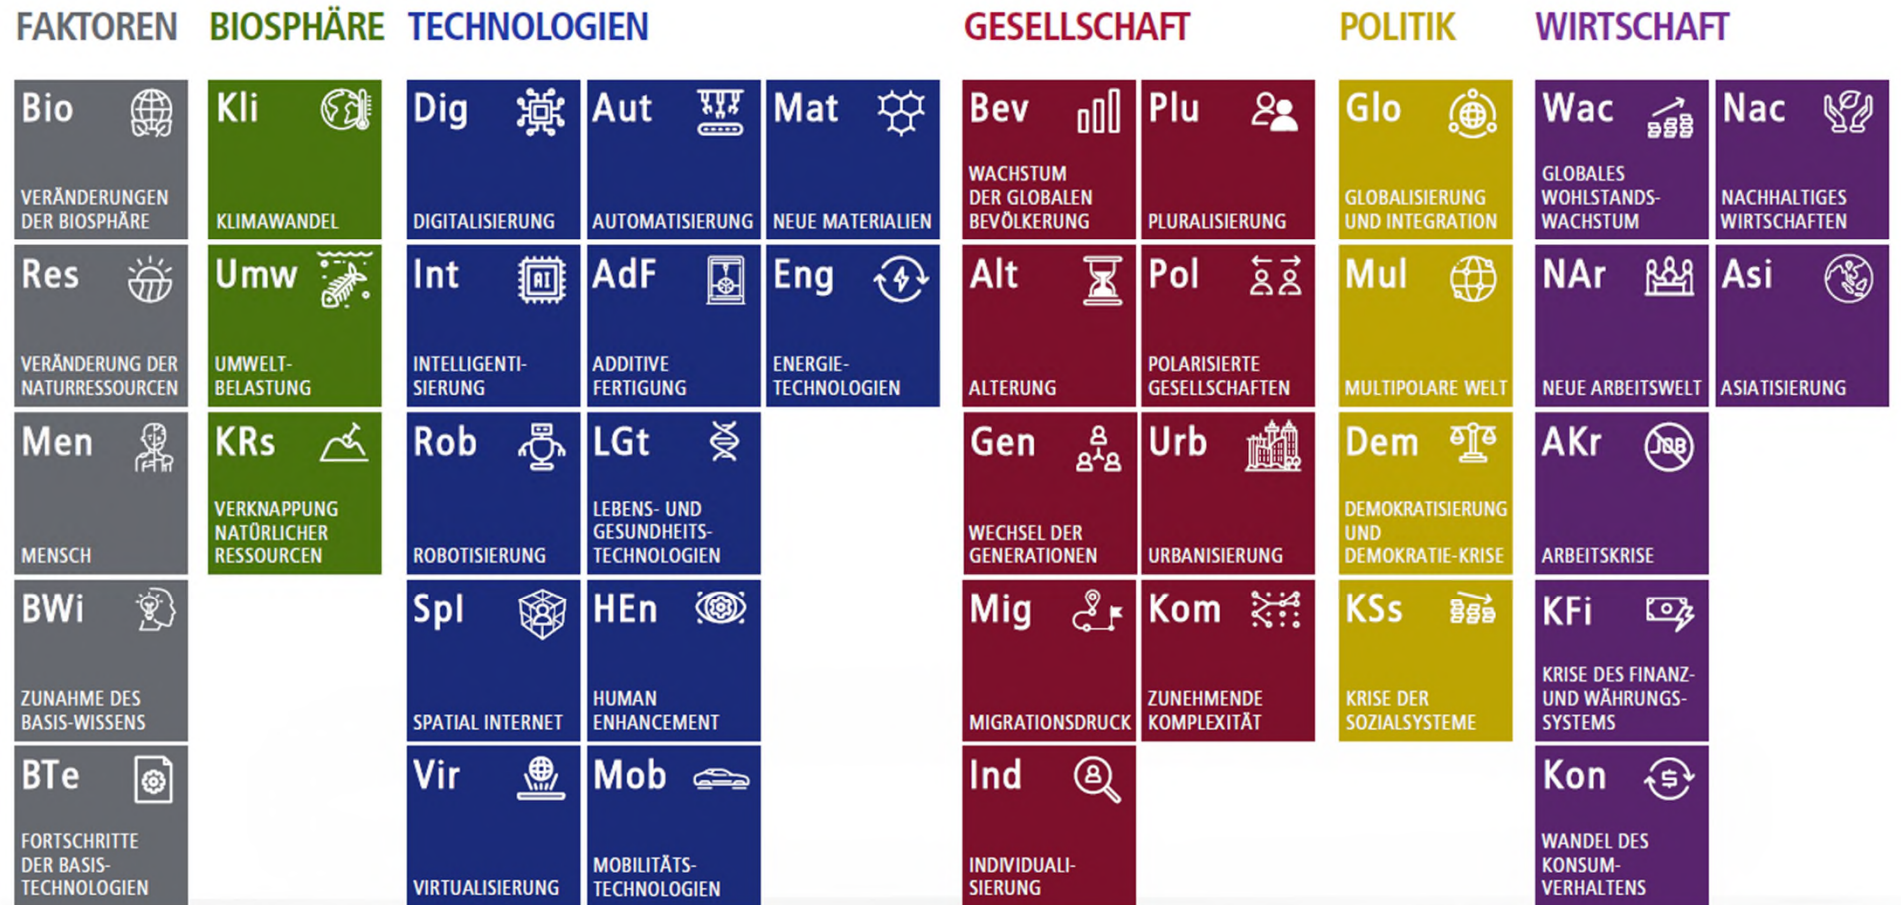 FAKTOREN
Bio
VERÄNDERUNGEN
DER BIOSPHÄRE
Res
VERÄNDERUNG DER
NATURRESSOURCEN
Men
MENSCH
BWi
ZUNAHME DES
BASIS-WISSENS
BTe
FORTSCHRITTE
DER BASIS-
TECHNOLOGIEN
BIOSPHÄRE
Kli
KLIMAWANDEL
Umw
UMWELT-
BELASTUNG
KRs
VERKNAPPUNG
NATÜRLICHER
RESSOURCEN
TECHNOLOGIEN
Dig
DIGITALISIERUNG
Int
AI
INTELLIGENTI-
SIERUNG
Rob
ROBOTISIERUNG
SpI
SPATIAL INTERNET
Vir
VIRTUALISIERUNG
Aut
AUTOMATISIERUNG
AdF
ADDITIVE
FERTIGUNG
LGt
LEBENS- UND
GESUNDHEITS-
TECHNOLOGIEN
HEn
HUMAN
ENHANCEMENT
Mob
MOBILITÄTS-
TECHNOLOGIEN
Mat
NEUE MATERIALIEN
Eng
ENERGIE-
TECHNOLOGIEN
GESELLSCHAFT
Bev
WACHSTUM
DER GLOBALEN
BEVÖLKERUNG
Alt
ALTERUNG
Gen
WECHSEL DER
GENERATIONEN
Mig
MIGRATIONSDRUCK
Ind
INDIVIDUALI-
SIERUNG
Plu
PLURALISIERUNG
Pol
POLARISIERTE
GESELLSCHAFTEN
Urb
URBANISIERUNG
Kom
ZUNEHMENDE
KOMPLEXITÄT
POLITIK
Glo
GLOBALISIERUNG
UND INTEGRATION
Mul
MULTIPOLARE WELT
Dem
DEMOKRATISIERUNG
UND
DEMOKRATIE-KRISE
KSs
KRISE DER
SOZIALSYSTEME
WIRTSCHAFT
Wac
GLOBALES
WOHLSTANDS-
WACHSTUM
NAr
NEUE ARBEITSWELT
AKr
JOB
ARBEITSKRISE
KFi
KRISE DES FINANZ-
UND WÄHRUNGS-
SYSTEMS
Kon
$
WANDEL DES
KONSUM-
VERHALTENS
Nac
NACHHALTIGES
WIRTSCHAFTEN
Asi
ASIATISIERUNG